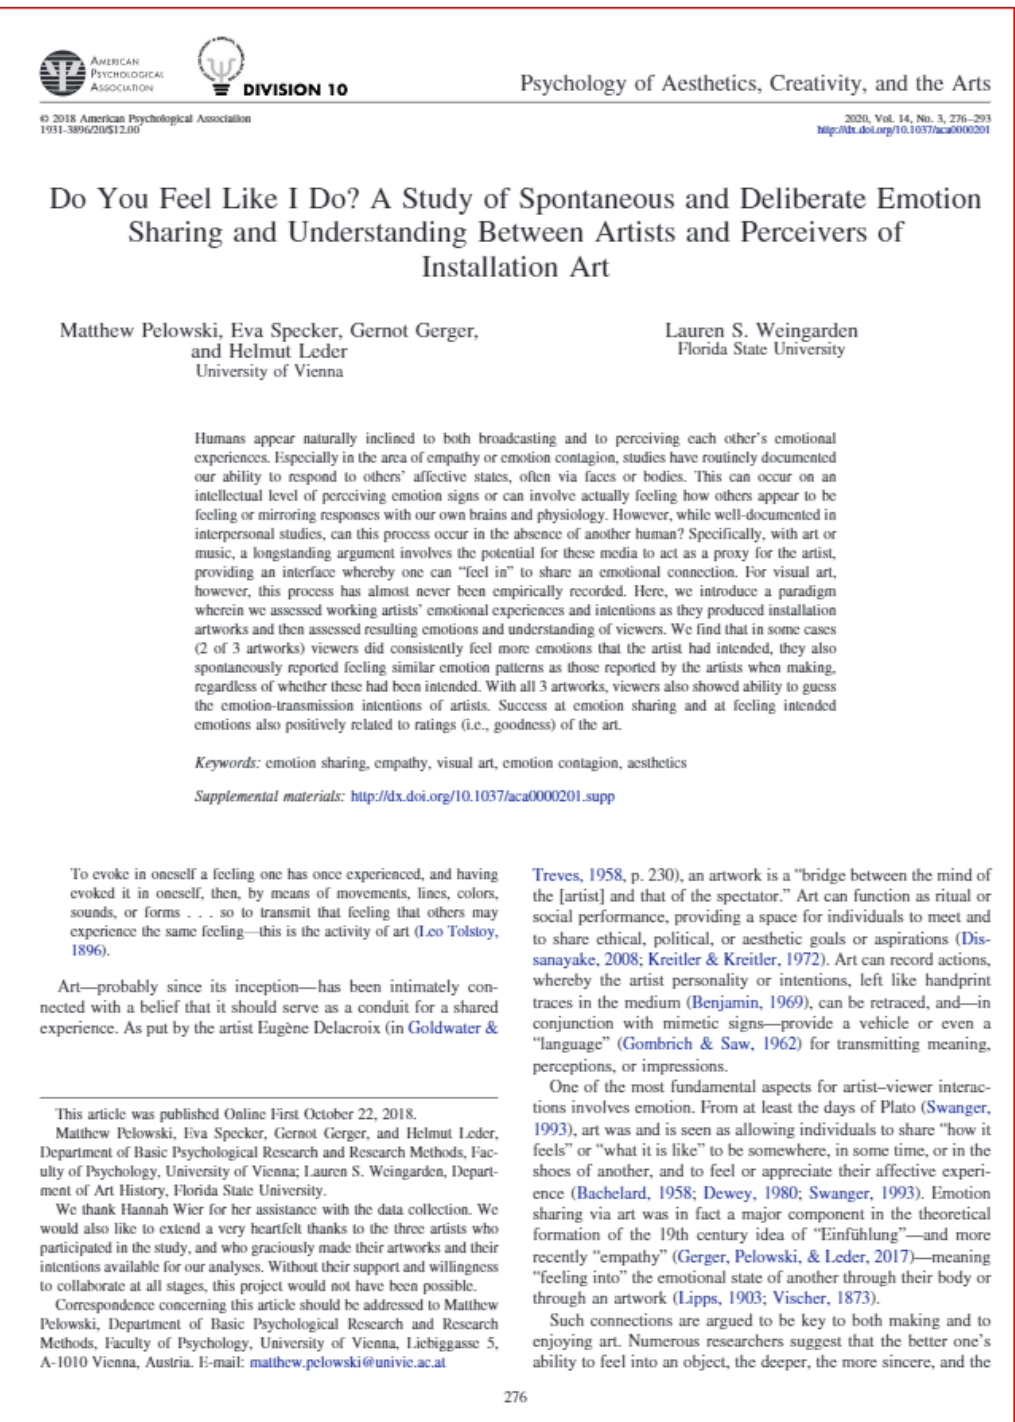 AMERICAN
PSYCHOLOGICAL
ASSOCIATION
DIVISION 10
Psychology of Aesthetics, Creativity, and the Arts
© 2018 American Psychological Association
1931-3896/20/$12.00
2020, Vol. 14, No. 3, 276–293
http://dx.doi.org/10.1037/aca0000201
Do You Feel Like I Do? A Study of Spontaneous and Deliberate Emotion
Sharing and Understanding Between Artists and Perceivers of
Installation Art
Matthew Pelowski, Eva Specker, Gernot Gerger,
and Helmut Leder
University of Vienna
Lauren S. Weingarden
Florida State University
Humans appear naturally inclined to both broadcasting and to perceiving each other's emotional
experiences. Especially in the area of empathy or emotion contagion, studies have routinely documented
our ability to respond to others' affective states, often via faces or bodies. This can occur on an
intellectual level of perceiving emotion signs or can involve actually feeling how others appear to be
feeling or mirroring responses with our own brains and physiology. However, while well-documented in
interpersonal studies, can this process occur in the absence of another human? Specifically, with art or
music, a longstanding argument involves the potential for these media to act as a proxy for the artist,
providing an interface whereby one can “feel in” to share an emotional connection. For visual art,
however, this process has almost never been empirically recorded. Here, we introduce a paradigm
wherein we assessed working artists' emotional experiences and intentions as they produced installation
artworks and then assessed resulting emotions and understanding of viewers. We find that in some cases
(2 of 3 artworks) viewers did consistently feel more emotions that the artist had intended, they also
spontaneously reported feeling similar emotion patterns as those reported by the artists when making,
regardless of whether these had been intended. With all 3 artworks, viewers also showed ability to guess
the emotion-transmission intentions of artists. Success at emotion sharing and at feeling intended
emotions also positively related to ratings (i.e., goodness) of the art.
Keywords: emotion sharing, empathy, visual art, emotion contagion, aesthetics
Supplemental materials: http://dx.doi.org/10.1037/aca0000201.supp
To evoke in oneself a feeling one has once experienced, and having
evoked it in oneself, then, by means of movements, lines, colors,
sounds, or forms . . . so to transmit that feeling that others may
experience the same feeling—this is the activity of art (Leo Tolstoy,
1896).
Art—probably since its inception—has been intimately con-
nected with a belief that it should serve as a conduit for a shared
experience. As put by the artist Eugène Delacroix (in Goldwater &
This article was published Online First October 22, 2018.
Matthew Pelowski, Eva Specker, Gernot Gerger, and Helmut Leder,
Department of Basic Psychological Research and Research Methods, Fac-
ulty of Psychology, University of Vienna; Lauren S. Weingarden, Depart-
ment of Art History, Florida State University.
We thank Hannah Wier for her assistance with the data collection. We
would also like to extend a very heartfelt thanks to the three artists who
participated in the study, and who graciously made their artworks and their
intentions available for our analyses. Without their support and willingness
to collaborate at all stages, this project would not have been possible.
Correspondence concerning this article should be addressed to Matthew
Pelowski, Department of Basic Psychological Research and Research
Methods, Faculty of Psychology, University of Vienna, Liebiggasse 5,
A-1010 Vienna, Austria. E-mail: matthew.pelowski@univie.ac.at
Treves, 1958, p. 230), an artwork is a “bridge between the mind of
the [artist] and that of the spectator.” Art can function as ritual or
social performance, providing a space for individuals to meet and
to share ethical, political, or aesthetic goals or aspirations (Dis-
sanayake, 2008; Kreitler & Kreitler, 1972). Art can record actions,
whereby the artist personality or intentions, left like handprint
traces in the medium (Benjamin, 1969), can be retraced, and—in
conjunction with mimetic signs—provide a vehicle or even a
“language” (Gombrich & Saw, 1962) for transmitting meaning,
perceptions, or impressions.
One of the most fundamental aspects for artist–viewer interac-
tions involves emotion. From at least the days of Plato (Swanger,
1993), art was and is seen as allowing individuals to share “how it
feels” or “what it is like” to be somewhere, in some time, or in the
shoes of another, and to feel or appreciate their affective experi-
ence (Bachelard, 1958; Dewey, 1980; Swanger, 1993). Emotion
sharing via art was in fact a major component in the theoretical
formation of the 19th century idea of “Einfühlung”—and more
recently “empathy” (Gerger, Pelowski, & Leder, 2017)—meaning
“feeling into” the emotional state of another through their body or
through an artwork (Lipps, 1903; Vischer, 1873).
Such connections are argued to be key to both making and to
enjoying art. Numerous researchers suggest that the better one's
ability to feel into an object, the deeper, the more sincere, and the
276